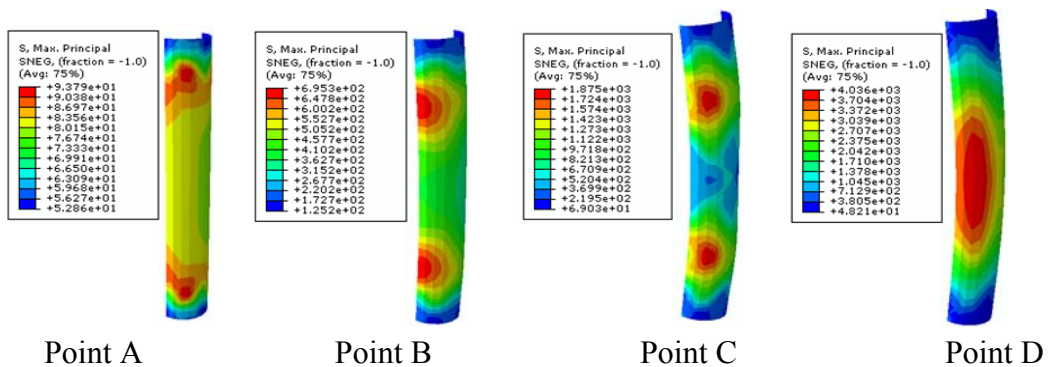 S, Max. Principal
SNEG, (fraction = -1.0)
(Avg: 75%)
+9.379e+01
+9.038e+01
+8.697e+01
+8.356e+01
+8.015e+01
+7.674e+01
+7.333e+01
+6.991e+01
+6.650e+01
+6.309e+01
+5.968e+01
+5.627e+01
+5.286e+01
S, Max. Principal
SNEG, (fraction = -1.0)
(Avg: 75%)
+6.953e+02
+6.478e+02
+6.002e+02
+5.527e+02
+5.052e+02
+4.577e+02
+4.102e+02
+3.627e+02
+3.152e+02
+2.677e+02
+2.202e+02
+1.727e+02
+1.252e+02
S, Max. Principal
SNEG, (fraction = -1.0)
(Avg: 75%)
+1.875e+03
+1.724e+03
+1.574e+03
+1.423e+03
+1.273e+03
+1.122e+03
+9.718e+02
+8.213e+02
+6.709e+02
+5.204e+02
+3.699e+02
+2.195e+02
+6.903e+01
S, Max. Principal
SNEG, (fraction = -1.0)
(Avg: 75%)
+4.036e+03
+3.704e+03
+3.372e+03
+3.039e+03
+2.707e+03
+2.375e+03
+2.042e+03
+1.710e+03
+1.378e+03
+1.045e+03
+7.129e+02
+3.805e+02
+4.821e+01
Point A
Point B
Point C
Point D